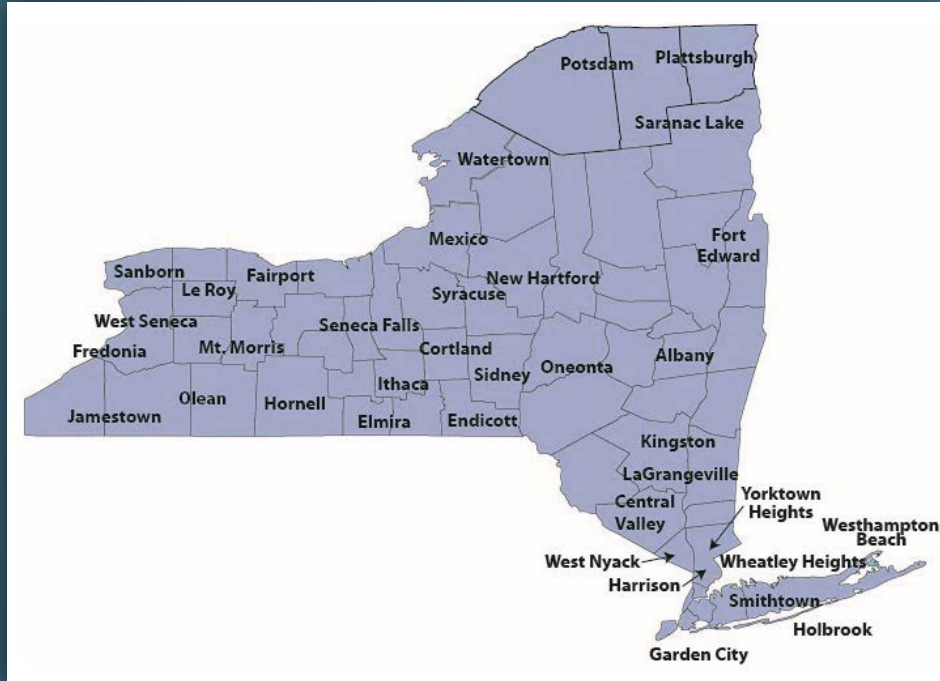 Potsdam
Plattsburgh
Saranac Lake
Watertown
Mexico
Fort
Edward
Sanborn
Le Roy
Fairport
New Hartford
Syracuse
West Seneca
Seneca Falls
Fredonia
Mt. Morris
Cortland
Albany
Oneonta
Sidney
Ithaca
Olean
Hornell
Jamestown
Elmira
Endicott
Kingston
LaGrangeville
Central
Valley
Yorktown
Heights
Westhampton
Beach
West Nyack
Wheatley Heights
Harrison
Smithtown
Holbrook
Garden City